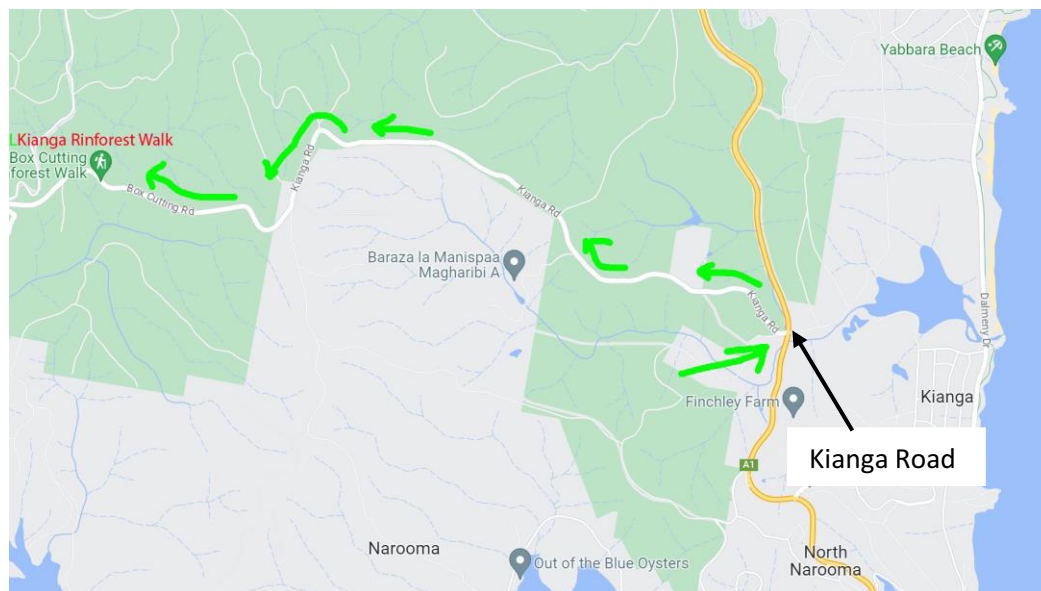 Yabbara Beach
LKianga Rinforest Walk
Box Cutting
forest Walk
Kianga Rd
Box Cutting Rd
Kianga Rd
Baraza la Manispaa
Magharibi A
Kianga Rd
Dalmeny Dr
Finchley Farm
Kianga
Kianga Road
A1
Narooma
North
Narooma
Out of the Blue Oysters